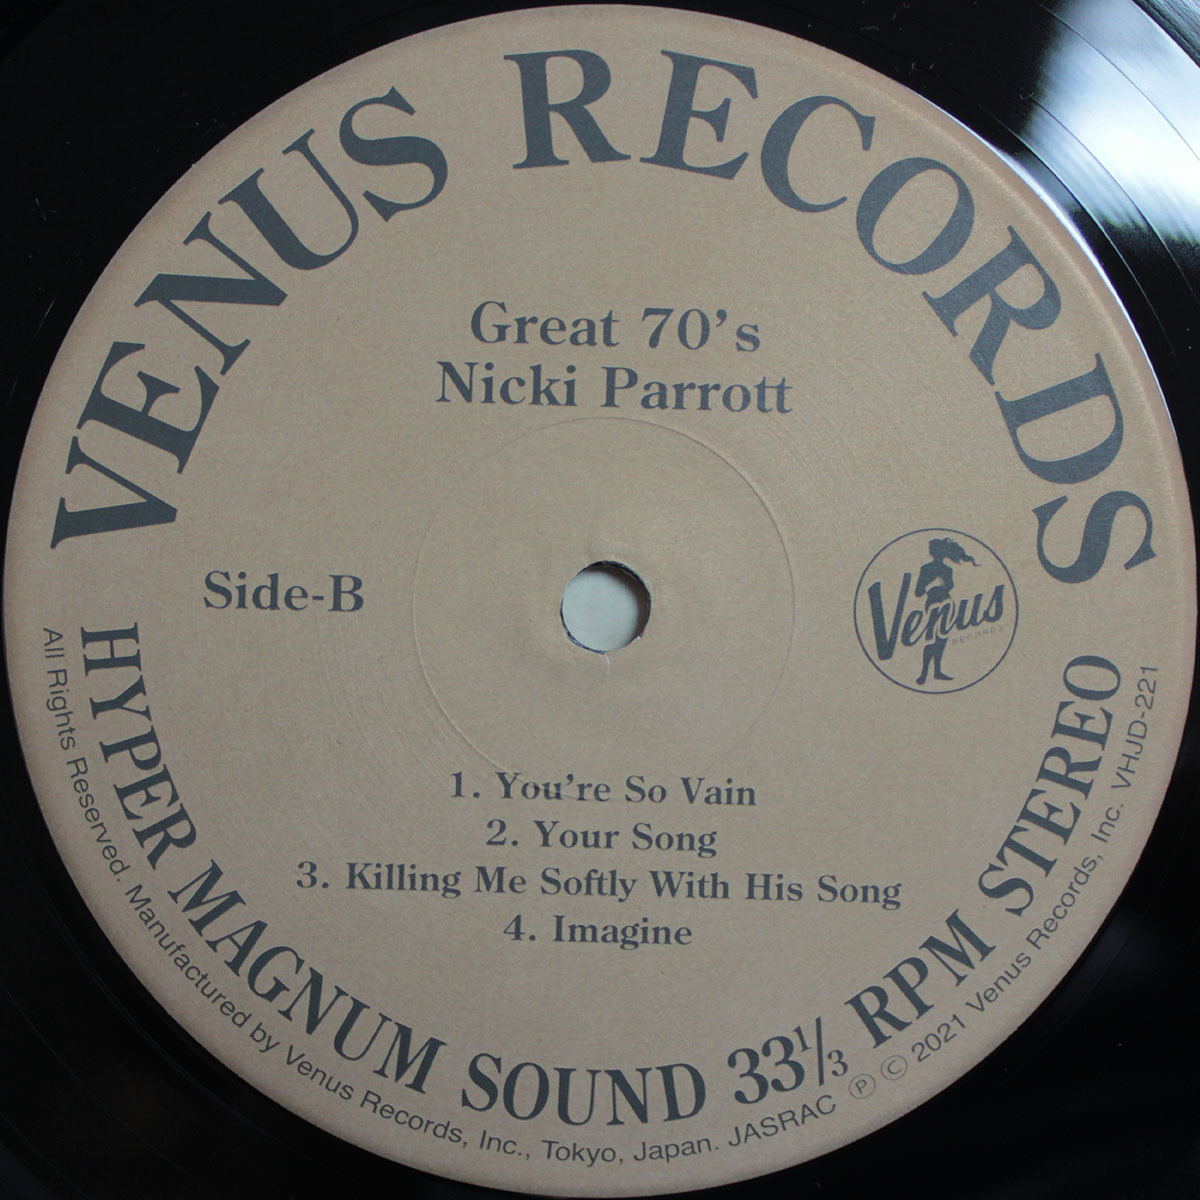 VENUS RECORDS
Great 70's
Nicki Parrott
Side-B
Venus
RECORDS
1. You're So Vain
2. Your Song
3. Killing Me Softly With His Song
4. Imagine
HYPER MAGNUM SOUND 33⅓ RPM STEREO
All Rights Reserved. Manufactured by Venus Records, Inc., Tokyo, Japan. JASRAC Ⓟ Ⓒ 2021 Venus Records, Inc. VHJD-221